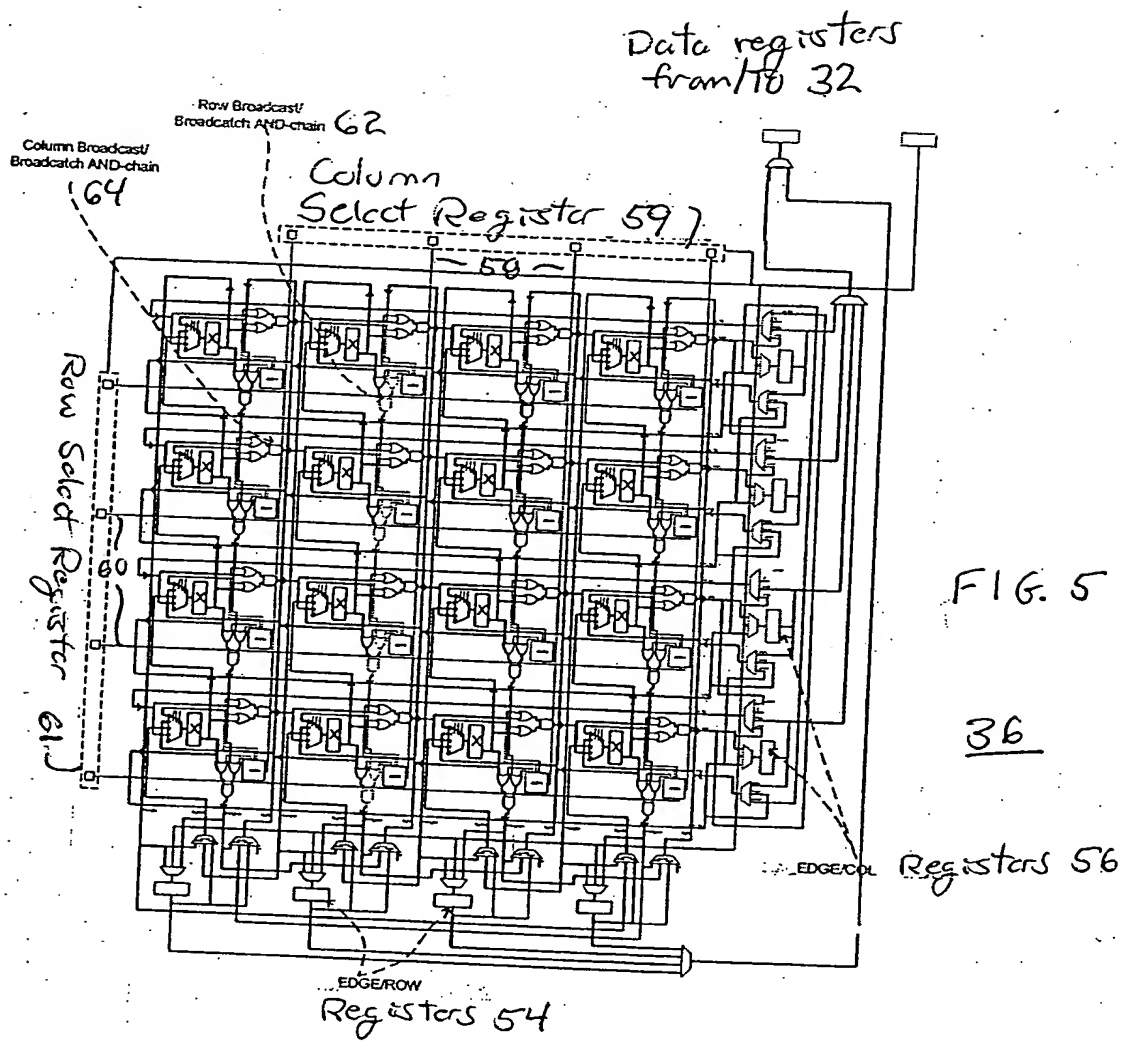 Data registers
from/to 32
Row Broadcast/
Broadcatch AND-chain 62
Column Broadcast/
Broadcatch AND-chain
64
Column
Select Register 59
58
Row Select Register 61
60
FIG. 5
36
EDGE/COL Registers 56
EDGE/ROW
Registers 54